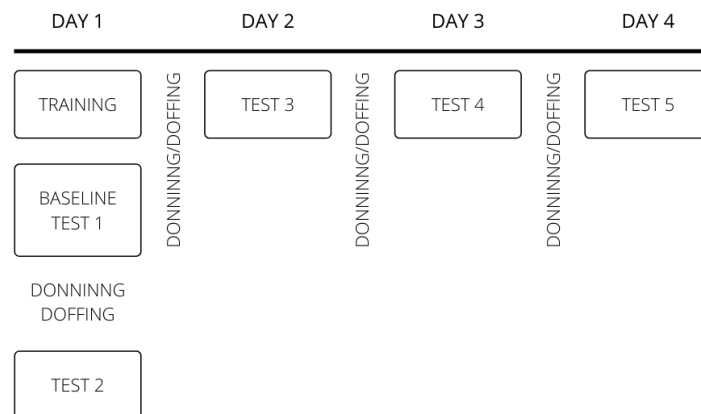 DAY 1
DAY 2
DAY 3
DAY 4
TRAINING
DONNINNG/DOFFING
TEST 3
DONNINNG/DOFFING
TEST 4
DONNINNG/DOFFING
TEST 5
BASELINE
TEST 1
DONNINNG
DOFFING
TEST 2